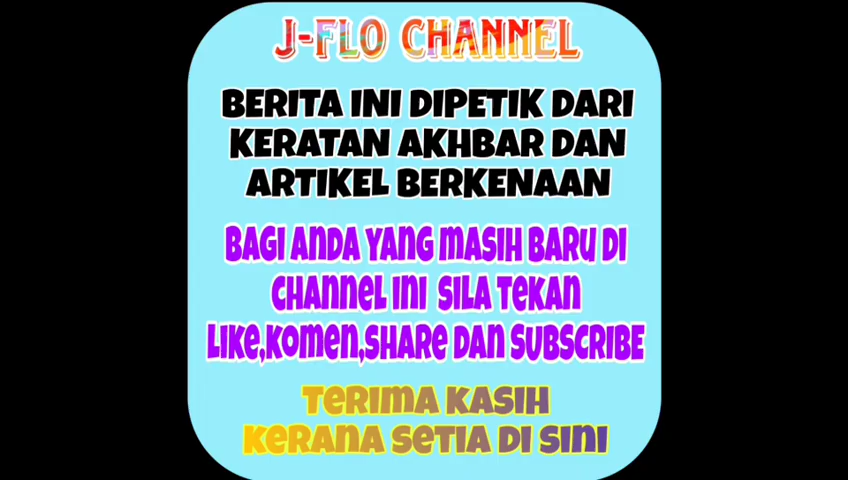 J-FLO CHANNEL
BERITA INI DIPETIK DARI
KERATAN AKHBAR DAN
ARTIKEL BERKENAAN
BAGI ANDA YANG MASIH BARU DI
CHANNEL INI SILA TEKAN
LIKE,KOMEN,SHARE DAN SUBSCRIBE
TERIMA KASIH
KERANA SETIA DI SINI